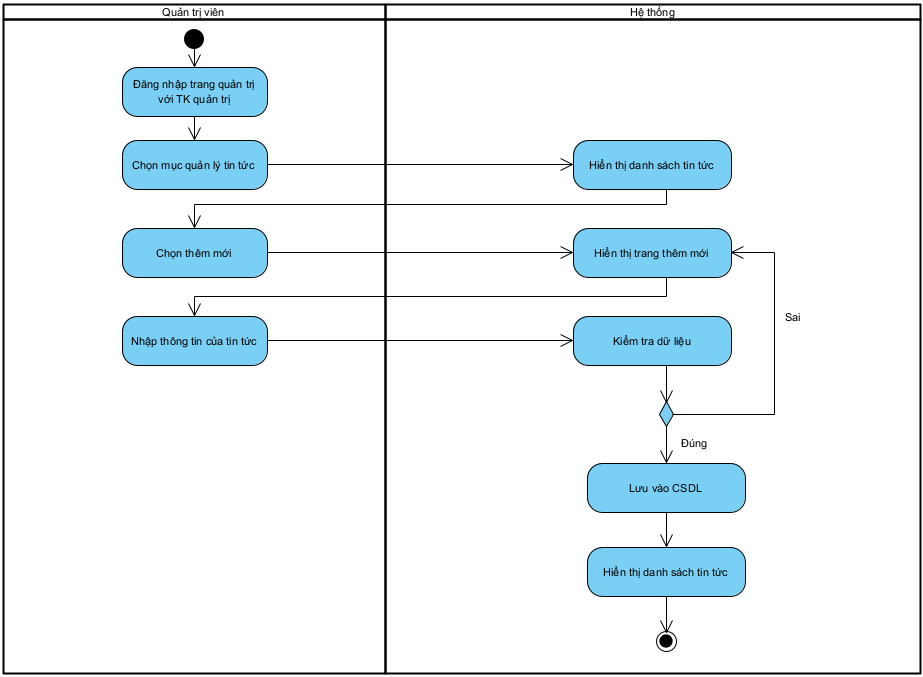 Quản trị viên
Hệ thống
Đăng nhập trang quản trị
với TK quản trị
Chọn mục quản lý tin tức
Hiển thị danh sách tin tức
Chọn thêm mới
Hiển thị trang thêm mới
Sai
Nhập thông tin của tin tức
Kiểm tra dữ liệu
Đúng
Lưu vào CSDL
Hiển thị danh sách tin tức